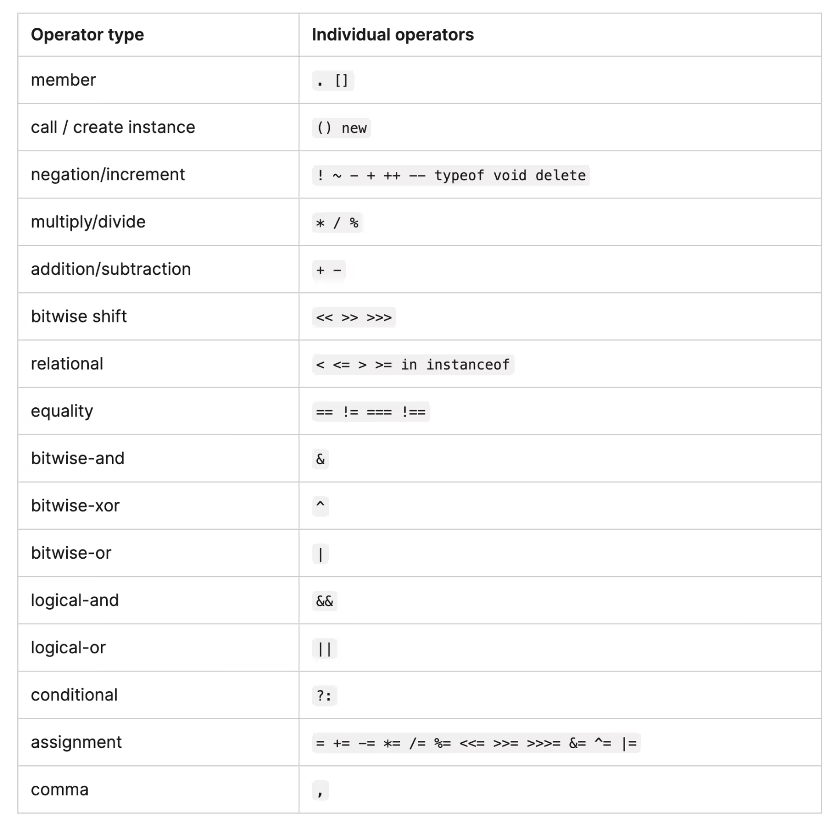 Operator type Individual operators
member . []
call / create instance () new
negation/increment ! ~ - + ++ -- typeof void delete
multiply/divide * / %
addition/subtraction + -
bitwise shift << >> >>>
relational < <= > >= in instanceof
equality == != === !==
bitwise-and &
bitwise-xor ^
bitwise-or |
logical-and &&
logical-or ||
conditional ?:
assignment = += -= *= /= %= <<= >>= >>>= &= ^= |=
comma ,